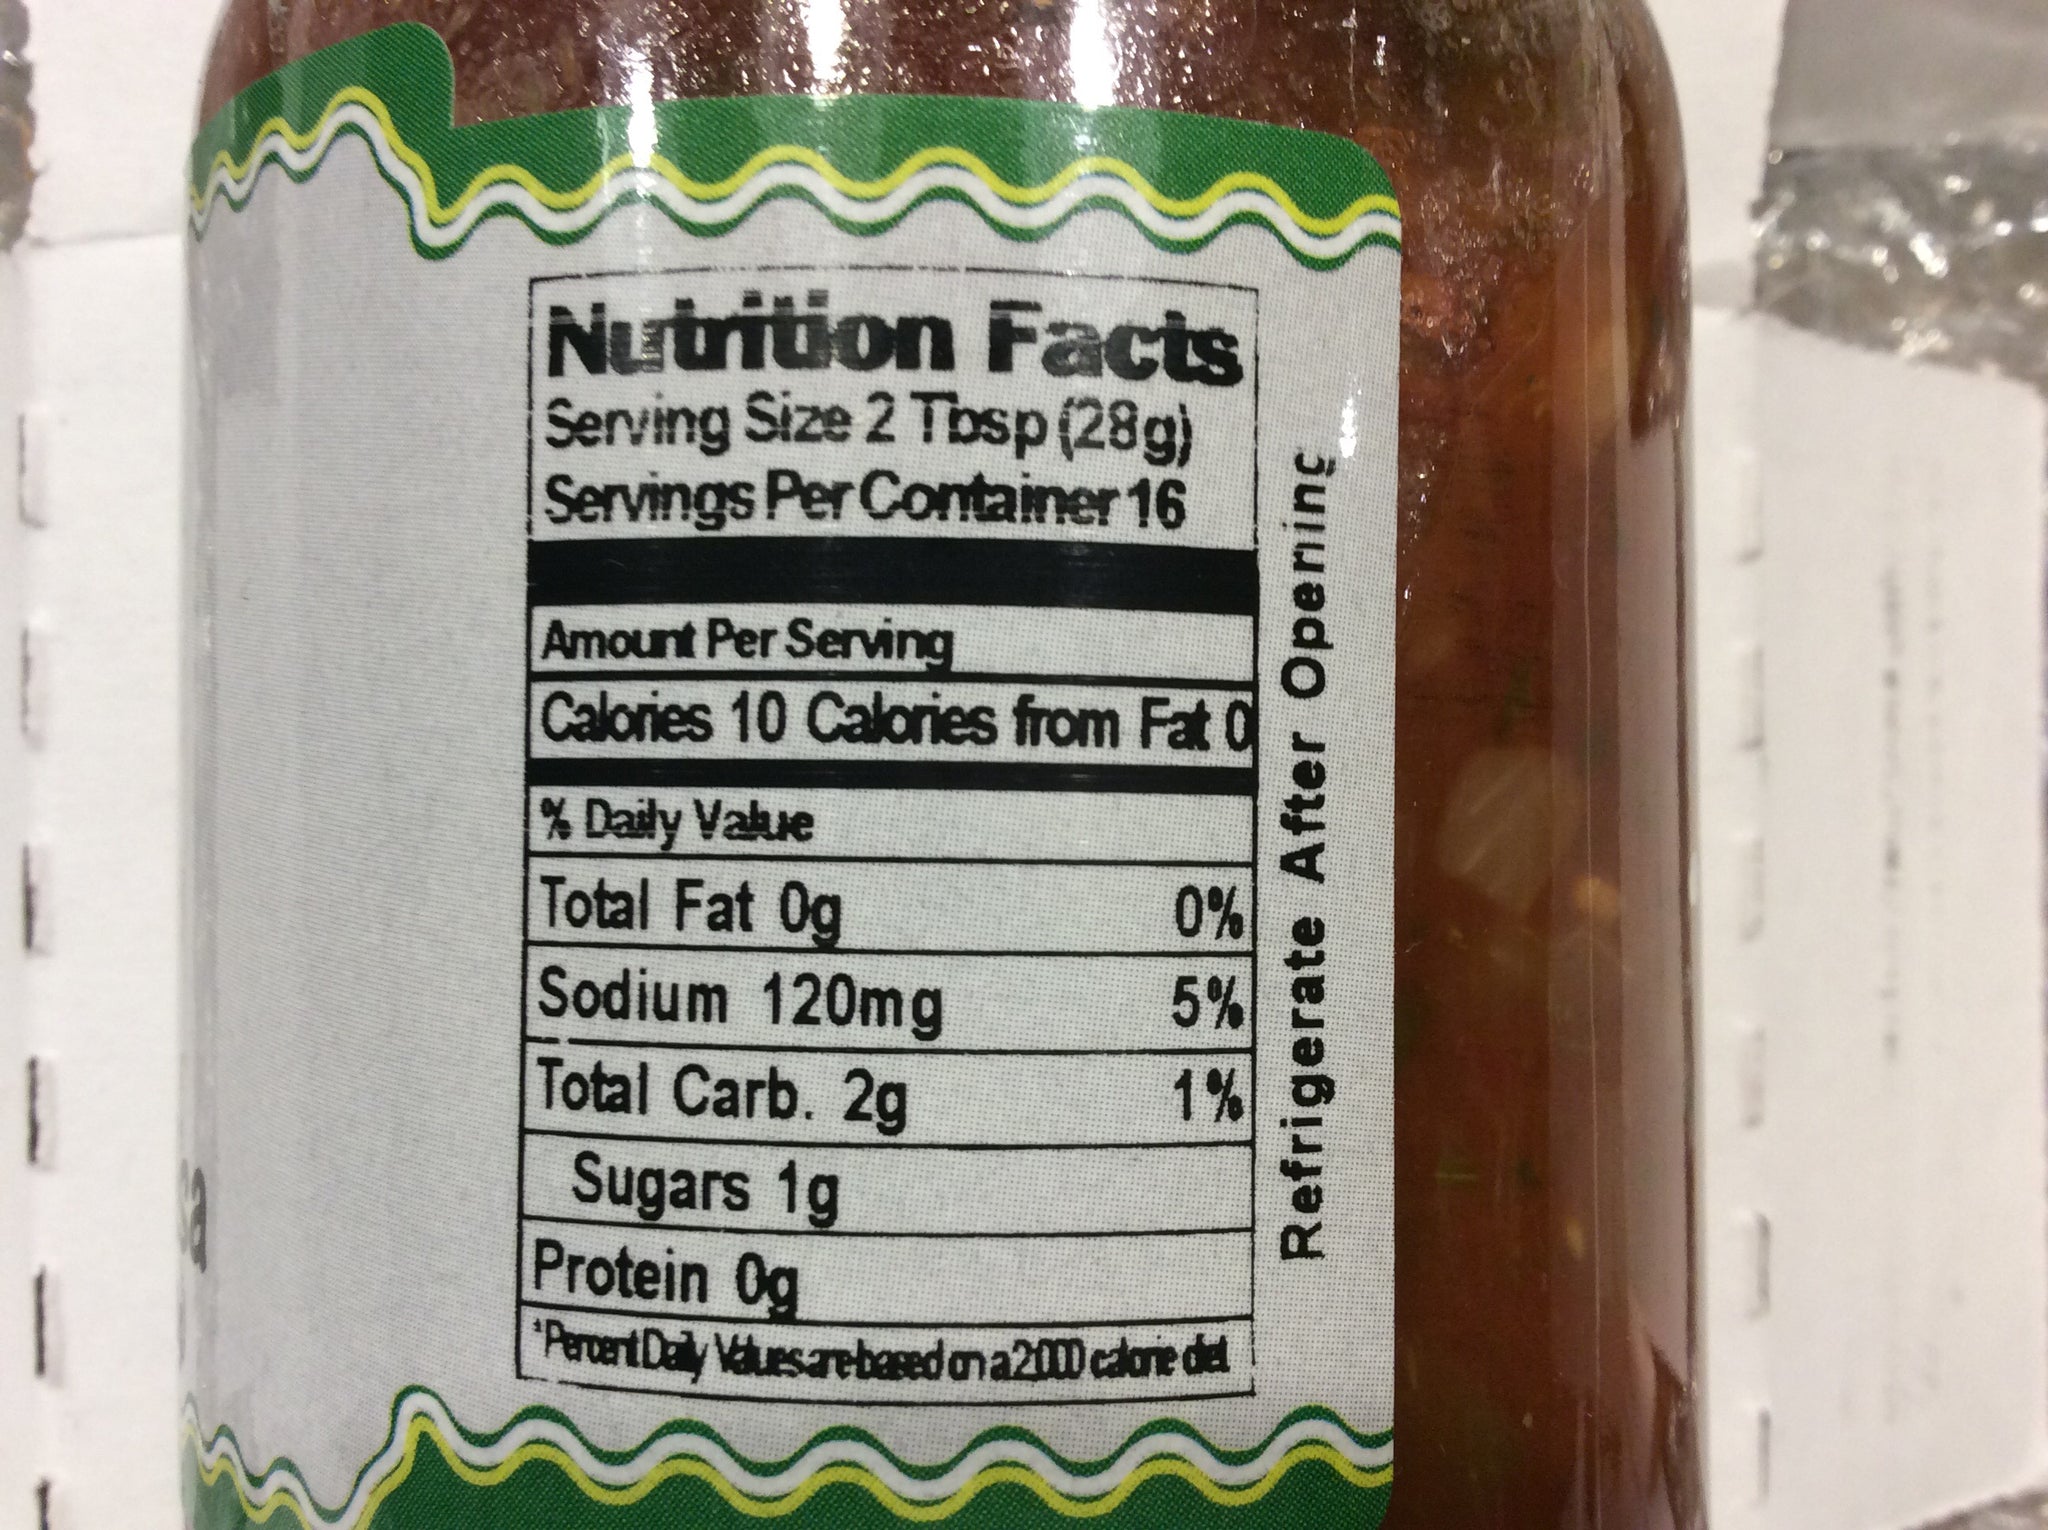 Nutrition Facts
Serving Size 2 Tbsp (28g)
Servings Per Container 16
Amount Per Serving
Calories 10 Calories from Fat 0
% Daily Value
Total Fat 0g 0%
Sodium 120mg 5%
Total Carb. 2g 1%
Sugars 1g
Protein 0g
*Percent Daily Values are based on a 2000 calorie diet
Refrigerate After Opening